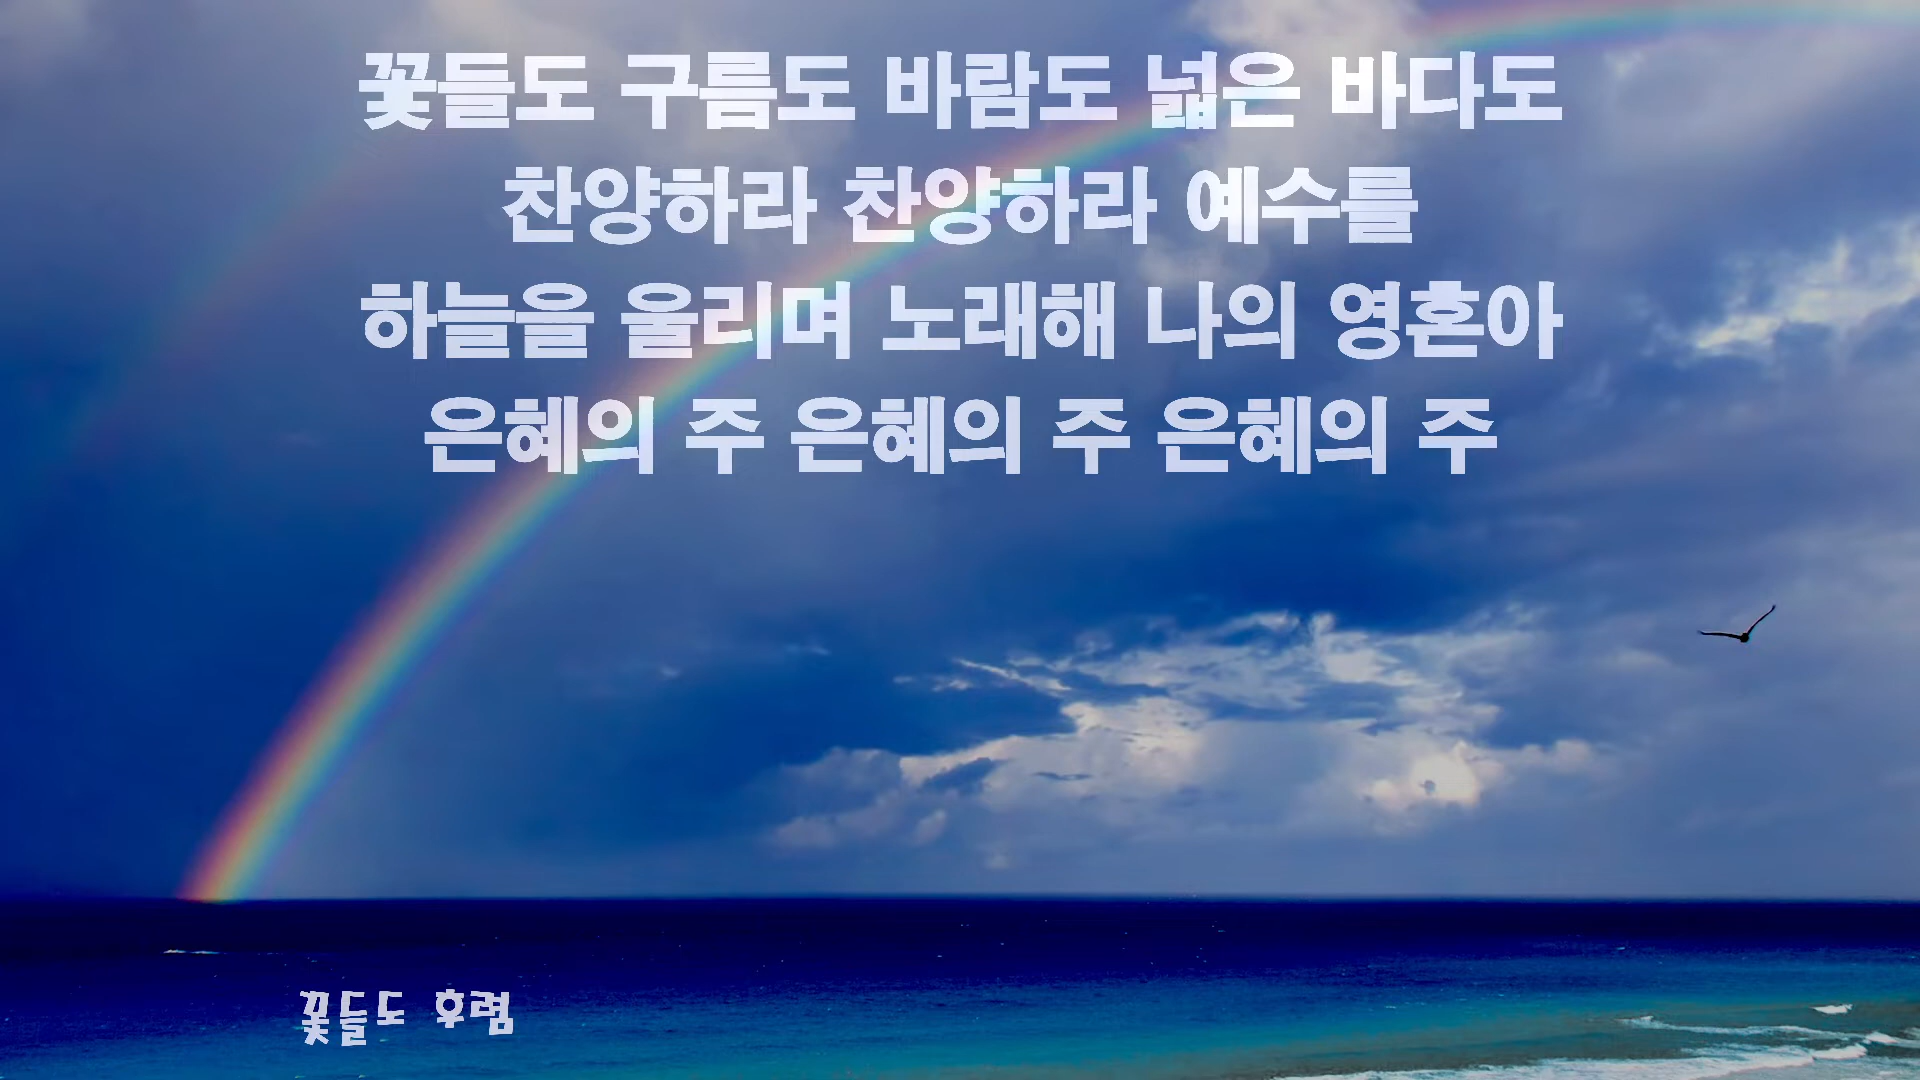 꽃들도 구름도 바람도 넓은 바다도
찬양하라 찬양하라 예수를
하늘을 울리며 노래해 나의 영혼아
은혜의 주 은혜의 주 은혜의 주
꽃들도 후렴